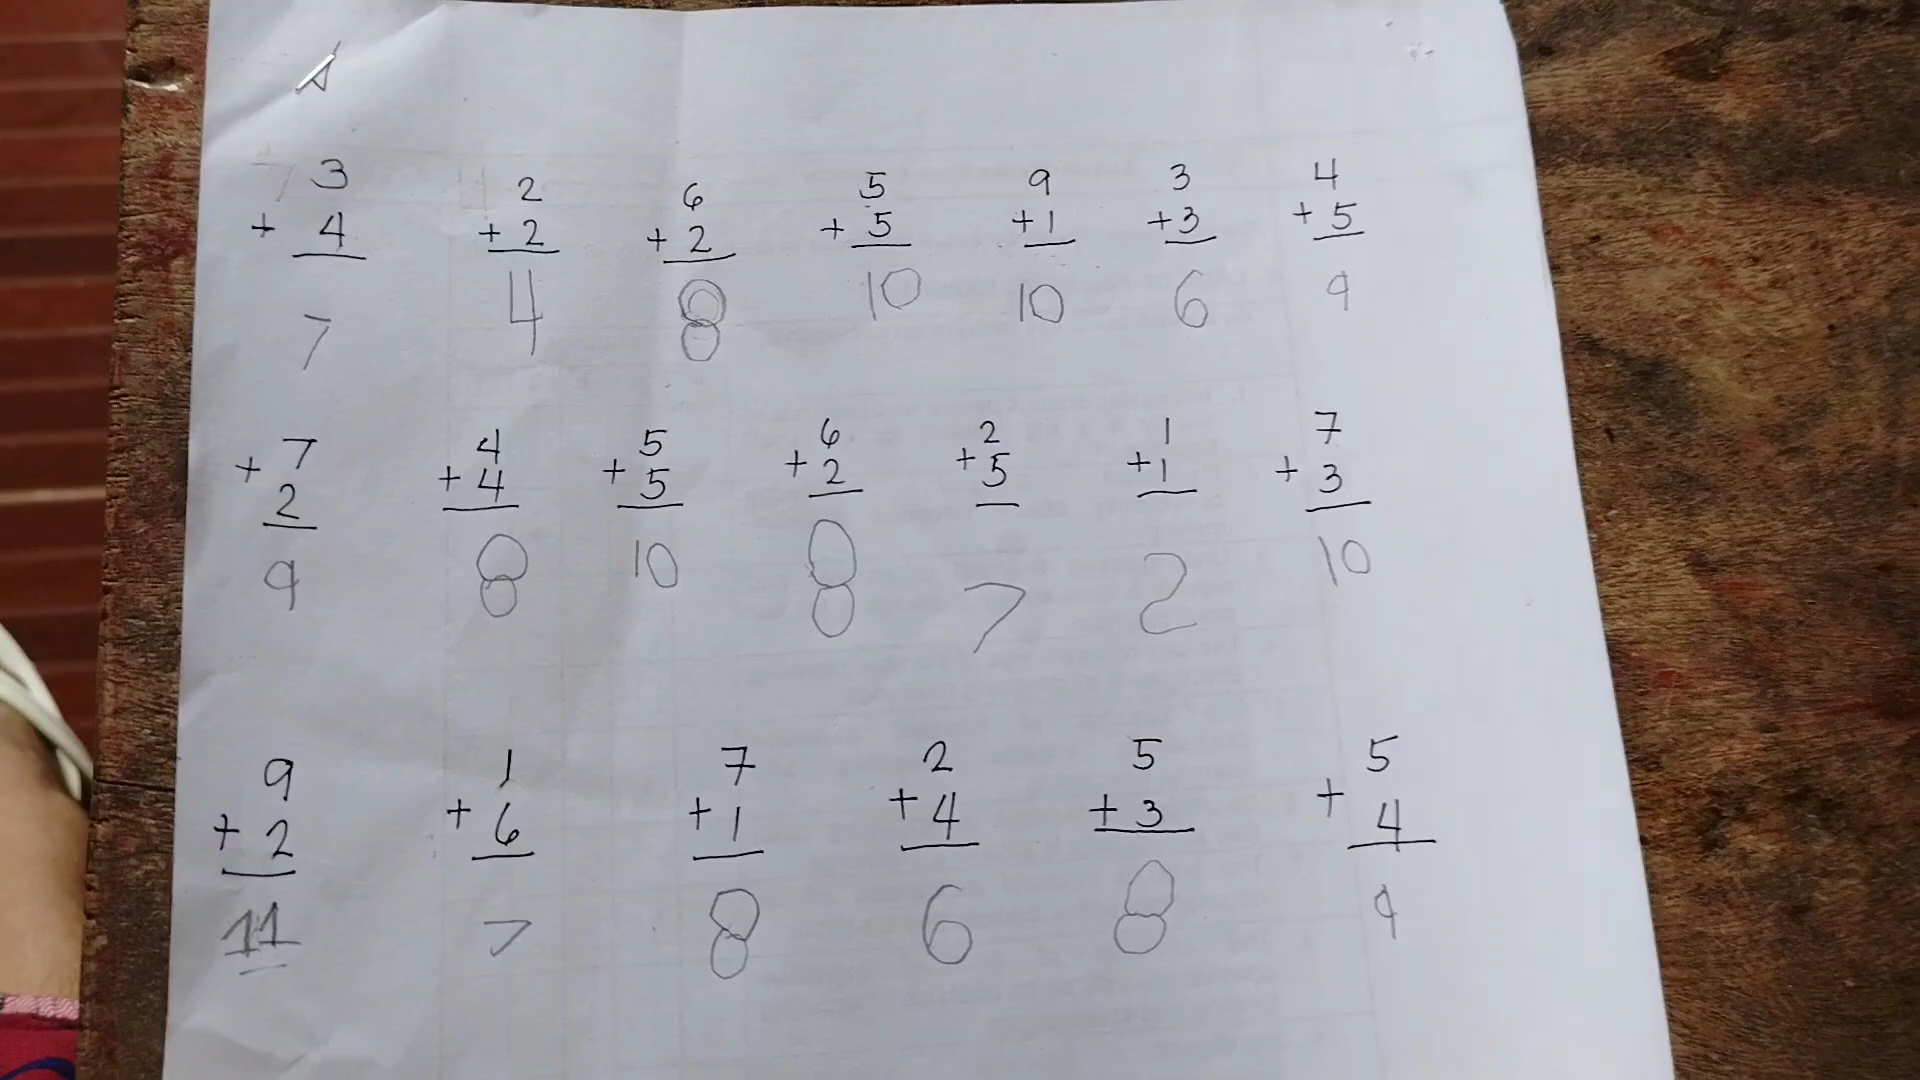 3 2 6 5 9 3 4
+ 4 + 2 + 2 + 5 + 1 + 3 + 5
7 4 8 10 10 6 9
7 4 5 6 2 1 7
+ 2 + 4 + 5 + 2 + 5 + 1 + 3
9 8 10 8 7 2 10
9 1 7 2 5 5
+ 2 + 6 + 1 + 4 + 3 + 4
11 7 8 6 8 9